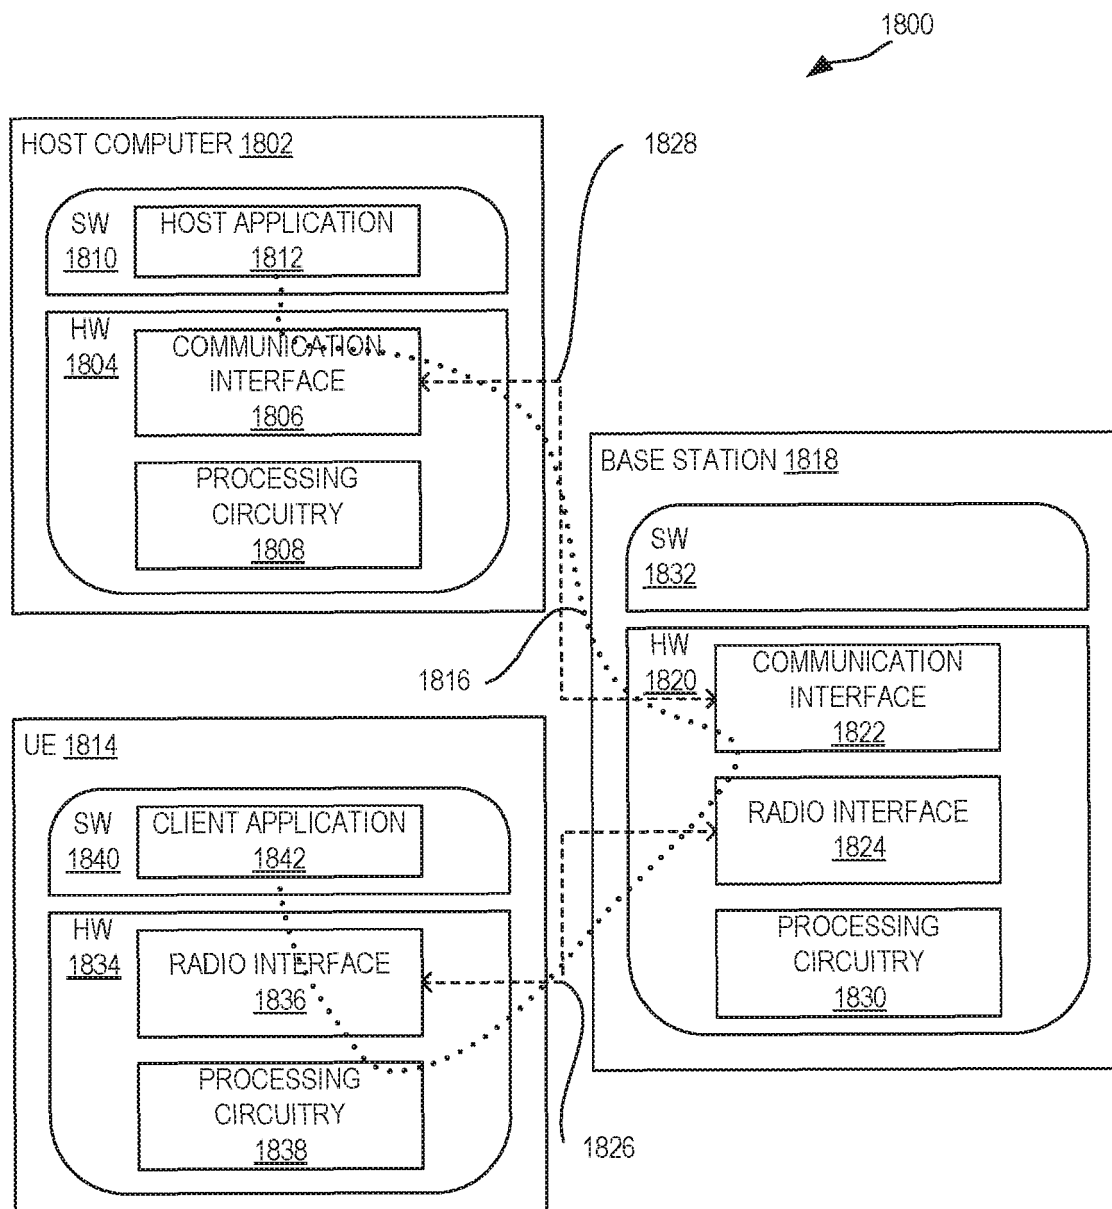 1800
HOST COMPUTER 1802
1828
SW
1810
HOST APPLICATION
1812
HW
1804
COMMUNICATION
INTERFACE
1806
PROCESSING
CIRCUITRY
1808
BASE STATION 1818
SW
1832
1816
HW
1820
COMMUNICATION
INTERFACE
1822
RADIO INTERFACE
1824
PROCESSING
CIRCUITRY
1830
UE 1814
SW
1840
CLIENT APPLICATION
1842
HW
1834
RADIO INTERFACE
1836
PROCESSING
CIRCUITRY
1838
1826